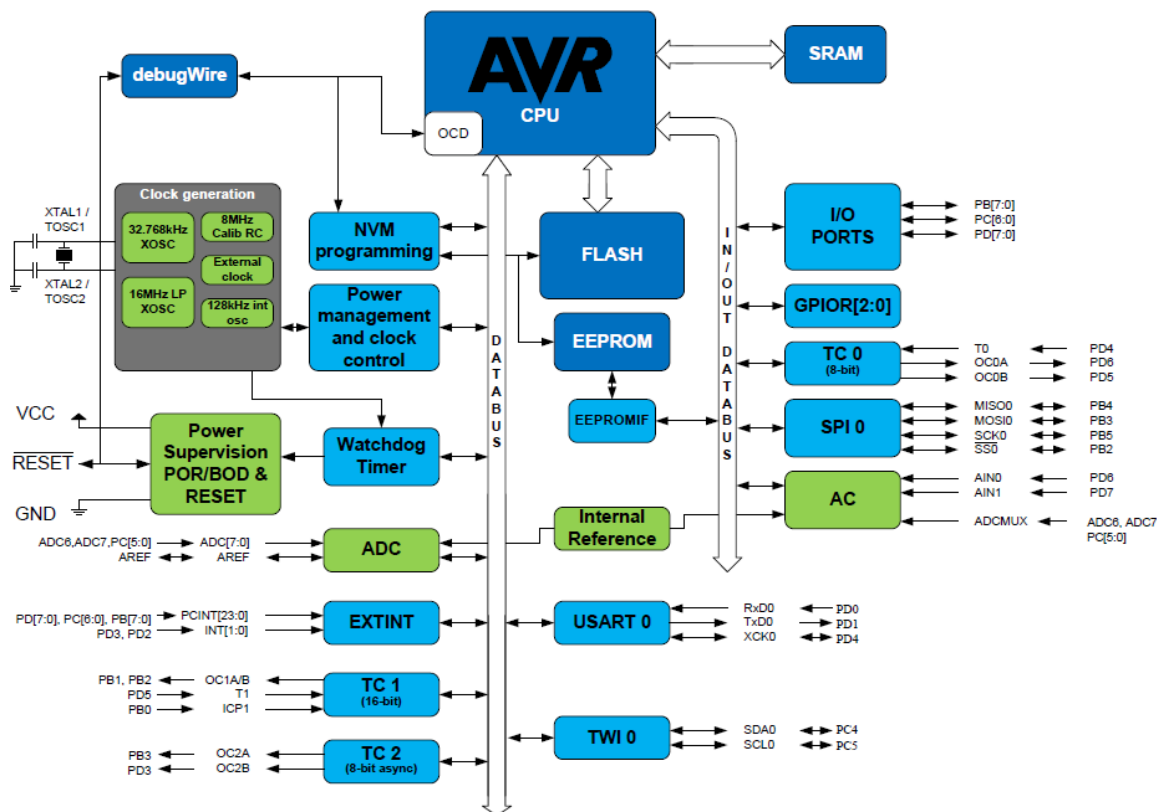 AVR
CPU
OCD
SRAM
debugWire
Clock generation
XTAL1 /
TOSC1
32.768kHz
XOSC
8MHz
Calib RC
External
clock
XTAL2 /
TOSC2
16MHz LP
XOSC
128kHz int
osc
NVM
programming
Power
management
and clock
control
FLASH
EEPROM
EEPROMIF
DATABUS
IN/OUT DATABUS
I/O
PORTS
PB[7:0]
PC[6:0]
PD[7:0]
GPIOR[2:0]
TC 0
(8-bit)
T0 PD4
OC0A PD6
OC0B PD5
SPI 0
MISO0 PB4
MOSI0 PB3
SCK0 PB5
SS0 PB2
AC
AIN0 PD6
AIN1 PD7
ADCMUX ADC6, ADC7
PC[5:0]
VCC
RESET
GND
Power
Supervision
POR/BOD &
RESET
Watchdog
Timer
Internal
Reference
ADC6,ADC7,PC[5:0] ADC[7:0]
AREF AREF
ADC
PD[7:0], PC[6:0], PB[7:0] PCINT[23:0]
PD3, PD2 INT[1:0]
EXTINT
USART 0
RxD0 PD0
TxD0 PD1
XCK0 PD4
PB1, PB2 OC1A/B
PD5 T1
PB0 ICP1
TC 1
(16-bit)
TWI 0
SDA0 PC4
SCL0 PC5
PB3 OC2A
PD3 OC2B
TC 2
(8-bit async)